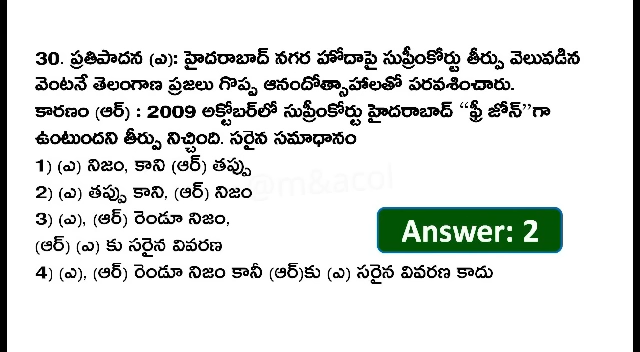 30. ప్రతిపాదన (ఎ): హైదరాబాద్ నగర హోదాపై సుప్రీంకోర్టు తీర్పు వెలువడిన
వెంటనే తెలంగాణ ప్రజలు గొప్ప ఆనందోత్సాహాలతో పరవశించారు.
కారణం (ఆర్) : 2009 అక్టోబర్‌లో సుప్రీంకోర్టు హైదరాబాద్ “ఫ్రీ జోన్”గా
ఉంటుందని తీర్పు నిచ్చింది. సరైన సమాధానం
1) (ఎ) నిజం, కాని (ఆర్) తప్పు
2) (ఎ) తప్పు కాని, (ఆర్) నిజం
3) (ఎ), (ఆర్) రెండూ నిజం,
(ఆర్) (ఎ) కు సరైన వివరణ
Answer: 2
4) (ఎ), (ఆర్) రెండూ నిజం కానీ (ఆర్)కు (ఎ) సరైన వివరణ కాదు
@m&acol